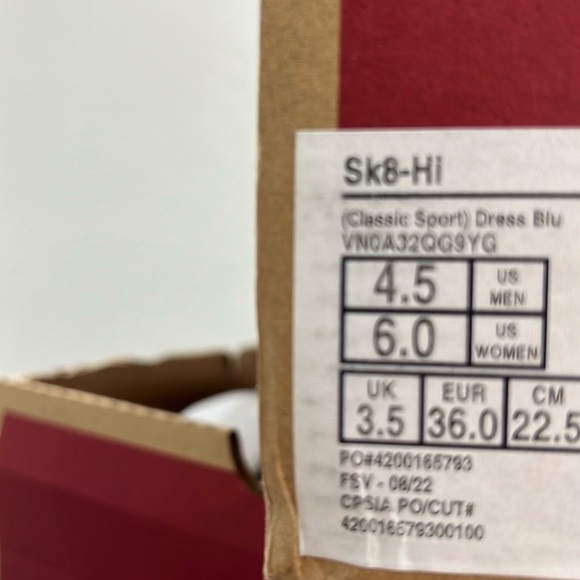 Sk8-Hi
(Classic Sport) Dress Blu
VN0A32QG9YG
4.5 US MEN
6.0 US WOMEN
UK EUR CM
3.5 36.0 22.5
PO#4200165793
FSV - 08/22
CPSIA PO/CUT#
420016579300100